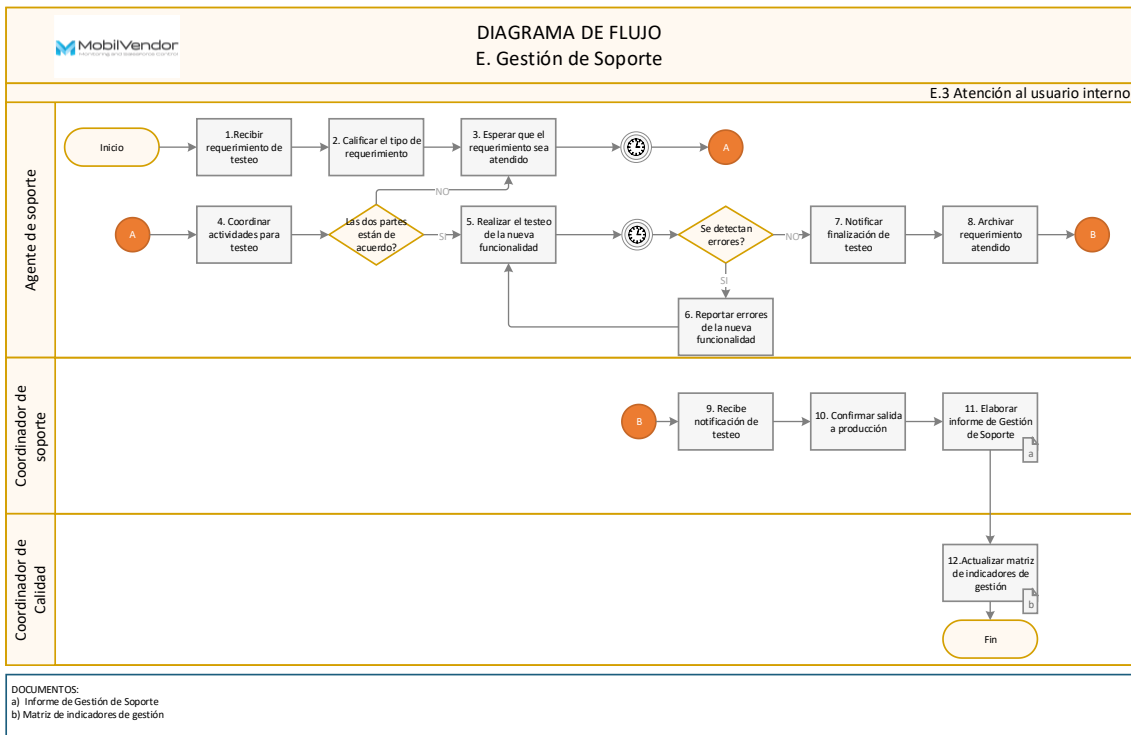 MobilVendor
DIAGRAMA DE FLUJO
E. Gestión de Soporte
E.3 Atención al usuario interno
Agente de soporte
Inicio
1.Recibir
requerimiento de
testeo
2. Calificar el tipo de
requerimiento
3. Esperar que el
requerimiento sea
atendido
A
NO
A
4. Coordinar
actividades para
testeo
Las dos partes
están de
acuerdo?
SI
5. Realizar el testeo
de la nueva
funcionalidad
Se detectan
errores?
NO
7. Notificar
finalización de
testeo
8. Archivar
requerimiento
atendido
B
SI
6. Reportar errores
de la nueva
funcionalidad
Coordinador de
soporte
B
9. Recibe
notificación de
testeo
10. Confirmar salida
a producción
11. Elaborar
informe de Gestión
de Soporte
a
Coordinador de
Calidad
12.Actualizar matriz
de indicadores de
gestión
b
Fin
DOCUMENTOS:
a) Informe de Gestión de Soporte
b) Matriz de indicadores de gestión